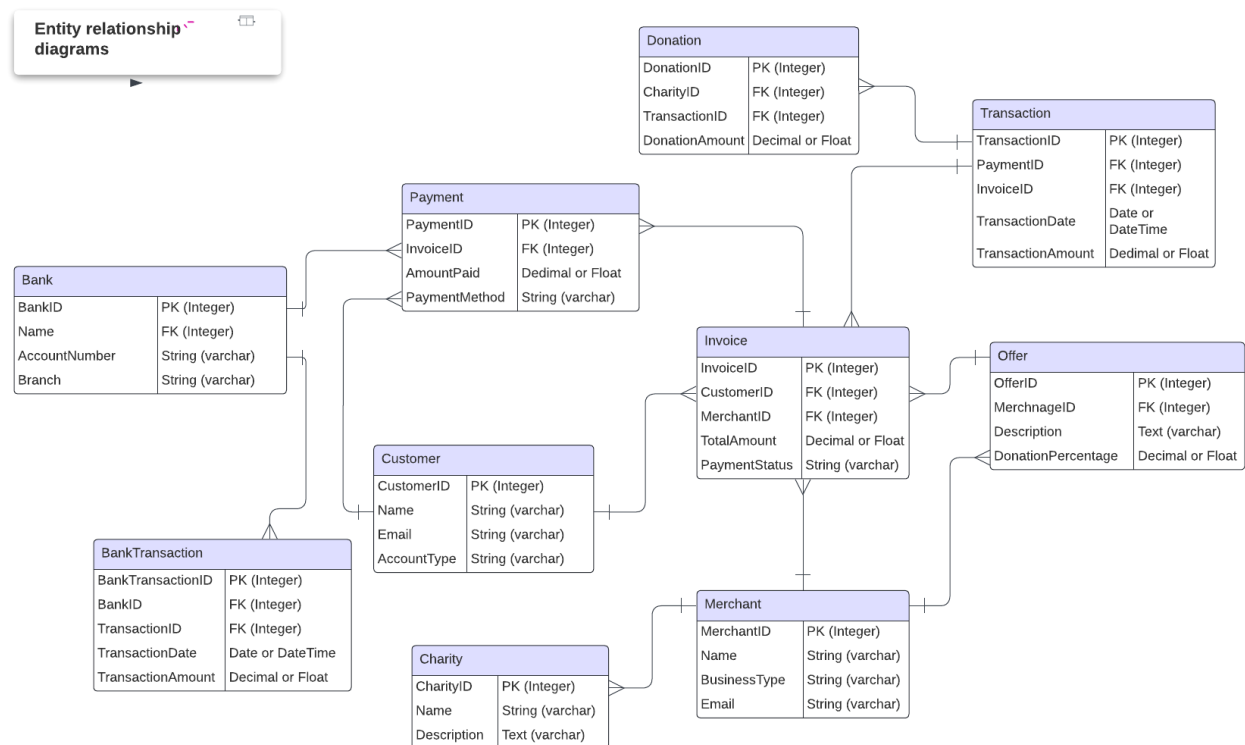 Entity relationship
diagrams
Donation
DonationID PK (Integer)
CharityID FK (Integer)
TransactionID FK (Integer)
DonationAmount Decimal or Float
Transaction
TransactionID PK (Integer)
PaymentID FK (Integer)
InvoiceID FK (Integer)
TransactionDate Date or
DateTime
TransactionAmount Dedimal or Float
Payment
PaymentID PK (Integer)
InvoiceID FK (Integer)
AmountPaid Dedimal or Float
PaymentMethod String (varchar)
Bank
BankID PK (Integer)
Name FK (Integer)
AccountNumber String (varchar)
Branch String (varchar)
Invoice
InvoiceID PK (Integer)
CustomerID FK (Integer)
MerchantID FK (Integer)
TotalAmount Decimal or Float
PaymentStatus String (varchar)
Offer
OfferID PK (Integer)
MerchnageID FK (Integer)
Description Text (varchar)
DonationPercentage Decimal or Float
Customer
CustomerID PK (Integer)
Name String (varchar)
Email String (varchar)
AccountType String (varchar)
BankTransaction
BankTransactionID PK (Integer)
BankID FK (Integer)
TransactionID FK (Integer)
TransactionDate Date or DateTime
TransactionAmount Decimal or Float
Merchant
MerchantID PK (Integer)
Name String (varchar)
BusinessType String (varchar)
Email String (varchar)
Charity
CharityID PK (Integer)
Name String (varchar)
Description Text (varchar)